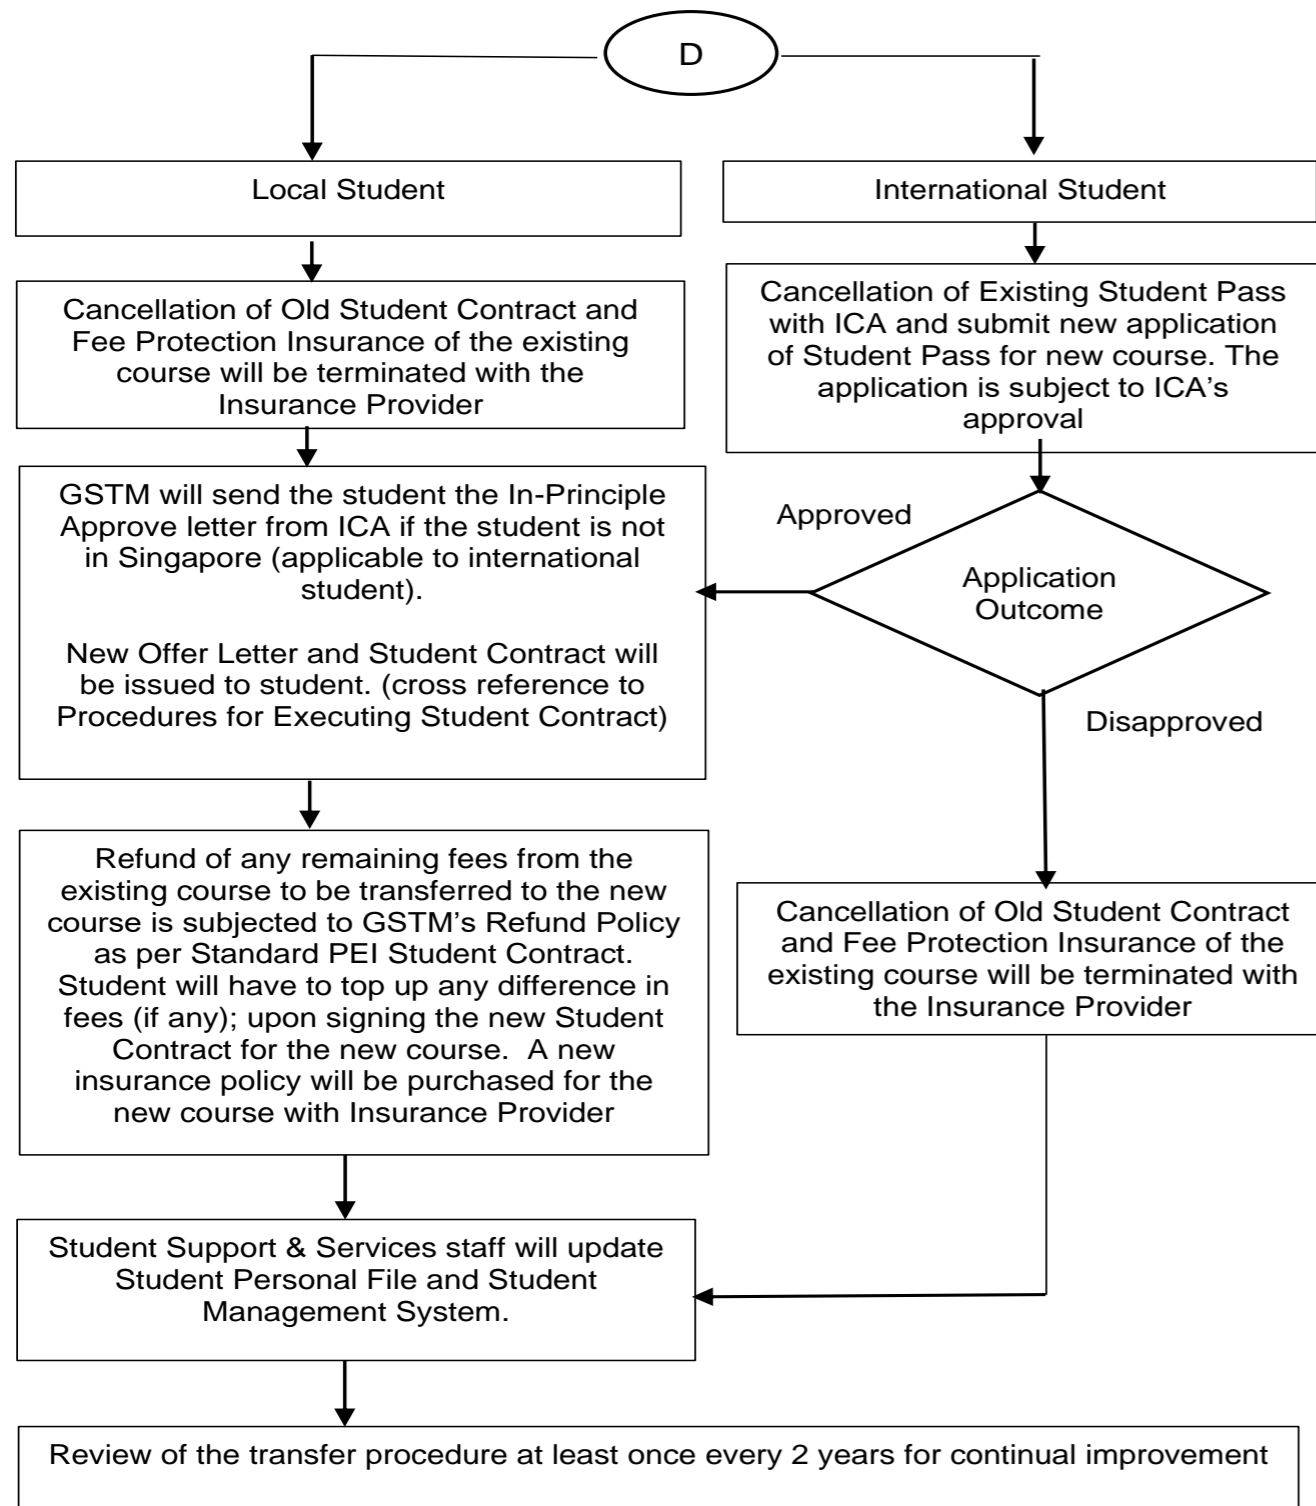 D
Local Student
International Student
Cancellation of Old Student Contract and
Fee Protection Insurance of the existing
course will be terminated with the
Insurance Provider
Cancellation of Existing Student Pass
with ICA and submit new application
of Student Pass for new course. The
application is subject to ICA’s
approval
GSTM will send the student the In-Principle
Approve letter from ICA if the student is not
in Singapore (applicable to international
student).
New Offer Letter and Student Contract will
be issued to student. (cross reference to
Procedures for Executing Student Contract)
Approved
Application
Outcome
Disapproved
Refund of any remaining fees from the
existing course to be transferred to the new
course is subjected to GSTM’s Refund Policy
as per Standard PEI Student Contract.
Student will have to top up any difference in
fees (if any); upon signing the new Student
Contract for the new course.  A new
insurance policy will be purchased for the
new course with Insurance Provider
Cancellation of Old Student Contract
and Fee Protection Insurance of the
existing course will be terminated with
the Insurance Provider
Student Support & Services staff will update
Student Personal File and Student
Management System.
Review of the transfer procedure at least once every 2 years for continual improvement